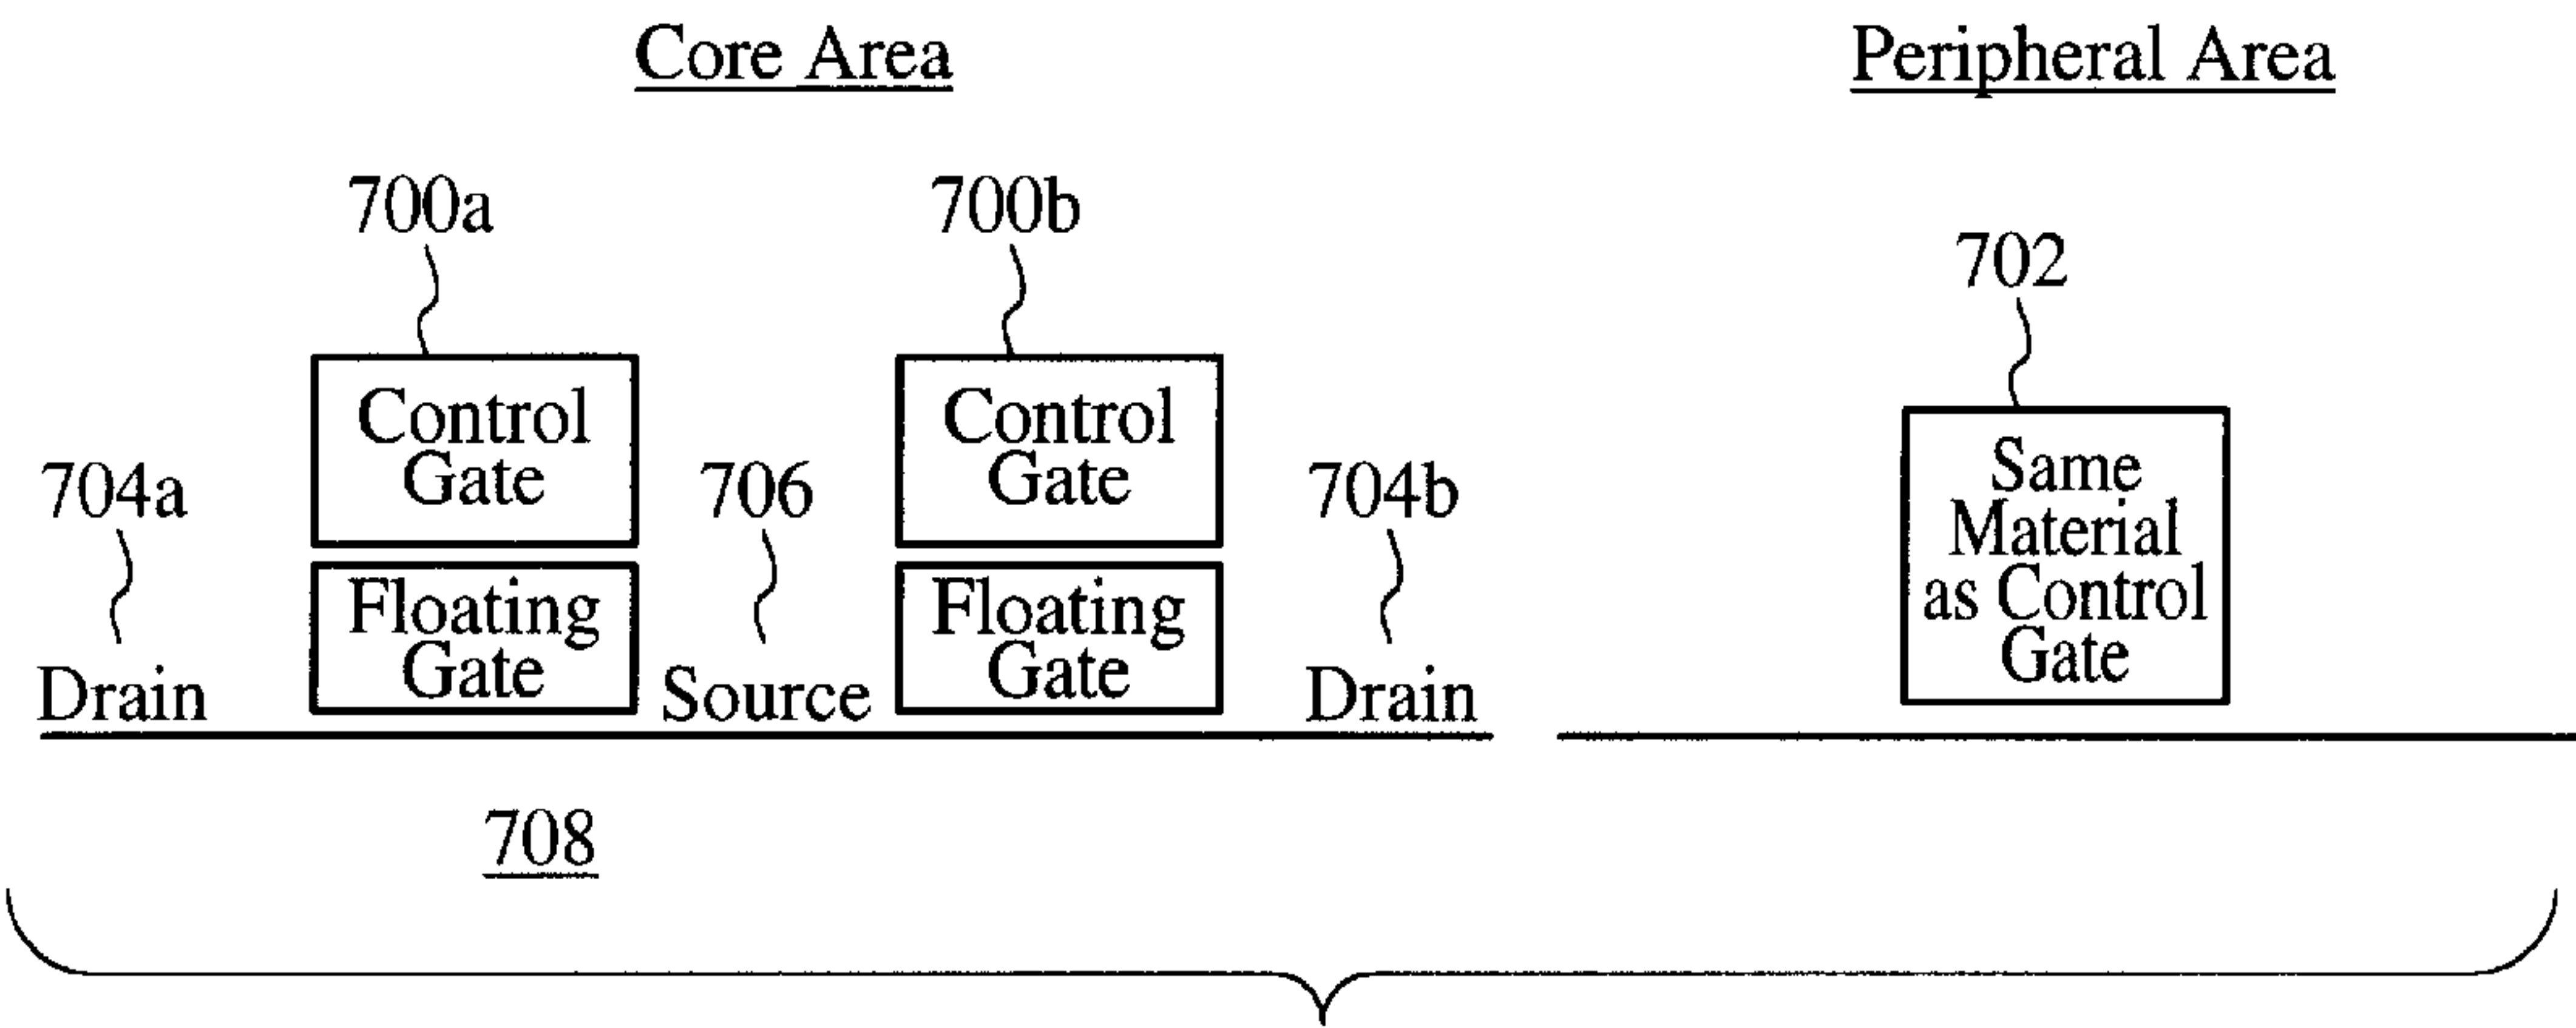 Core Area
Peripheral Area
700a
700b
702
Control
Gate
Control
Gate
Same
Material
as Control
Gate
704a
706
704b
Floating
Gate
Floating
Gate
Drain
Source
Drain
708